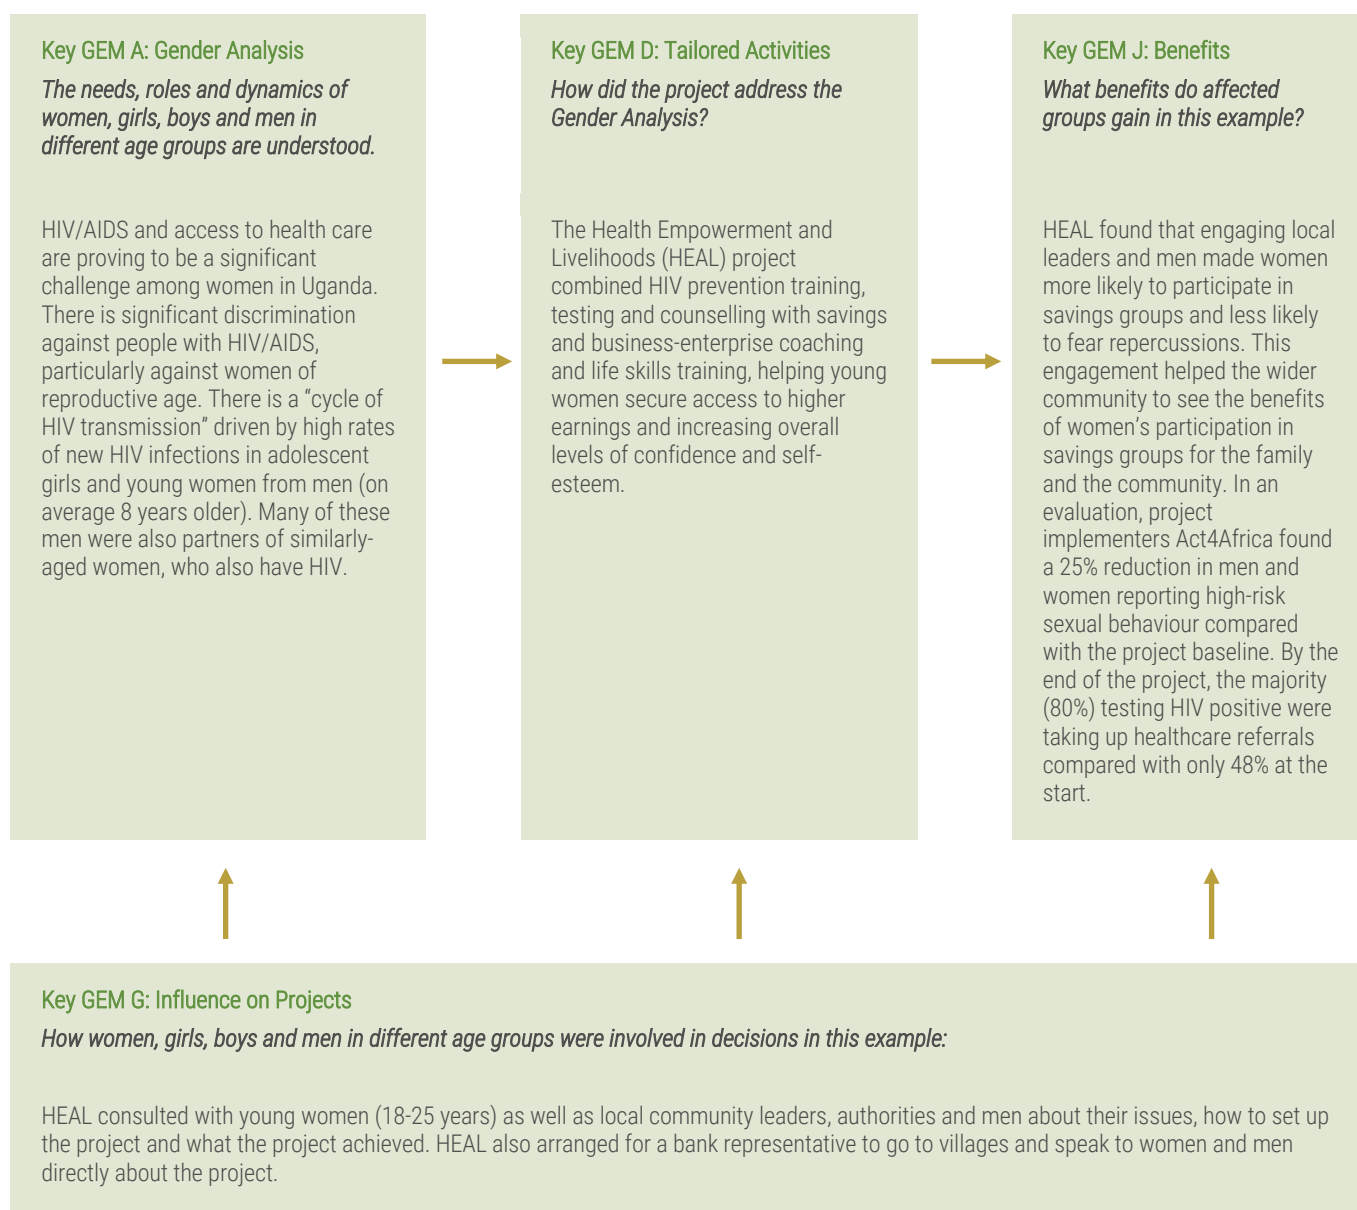 Key GEM A: Gender Analysis
The needs, roles and dynamics of
women, girls, boys and men in
different age groups are understood.
HIV/AIDS and access to health care
are proving to be a significant
challenge among women in Uganda.
There is significant discrimination
against people with HIV/AIDS,
particularly against women of
reproductive age. There is a “cycle of
HIV transmission” driven by high rates
of new HIV infections in adolescent
girls and young women from men (on
average 8 years older). Many of these
men were also partners of similarly-
aged women, who also have HIV.
Key GEM D: Tailored Activities
How did the project address the
Gender Analysis?
The Health Empowerment and
Livelihoods (HEAL) project
combined HIV prevention training,
testing and counselling with savings
and business-enterprise coaching
and life skills training, helping young
women secure access to higher
earnings and increasing overall
levels of confidence and self-
esteem.
Key GEM J: Benefits
What benefits do affected
groups gain in this example?
HEAL found that engaging local
leaders and men made women
more likely to participate in
savings groups and less likely
to fear repercussions. This
engagement helped the wider
community to see the benefits
of women’s participation in
savings groups for the family
and the community. In an
evaluation, project
implementers Act4Africa found
a 25% reduction in men and
women reporting high-risk
sexual behaviour compared
with the project baseline. By the
end of the project, the majority
(80%) testing HIV positive were
taking up healthcare referrals
compared with only 48% at the
start.
Key GEM G: Influence on Projects
How women, girls, boys and men in different age groups were involved in decisions in this example:
HEAL consulted with young women (18-25 years) as well as local community leaders, authorities and men about their issues, how to set up
the project and what the project achieved. HEAL also arranged for a bank representative to go to villages and speak to women and men
directly about the project.